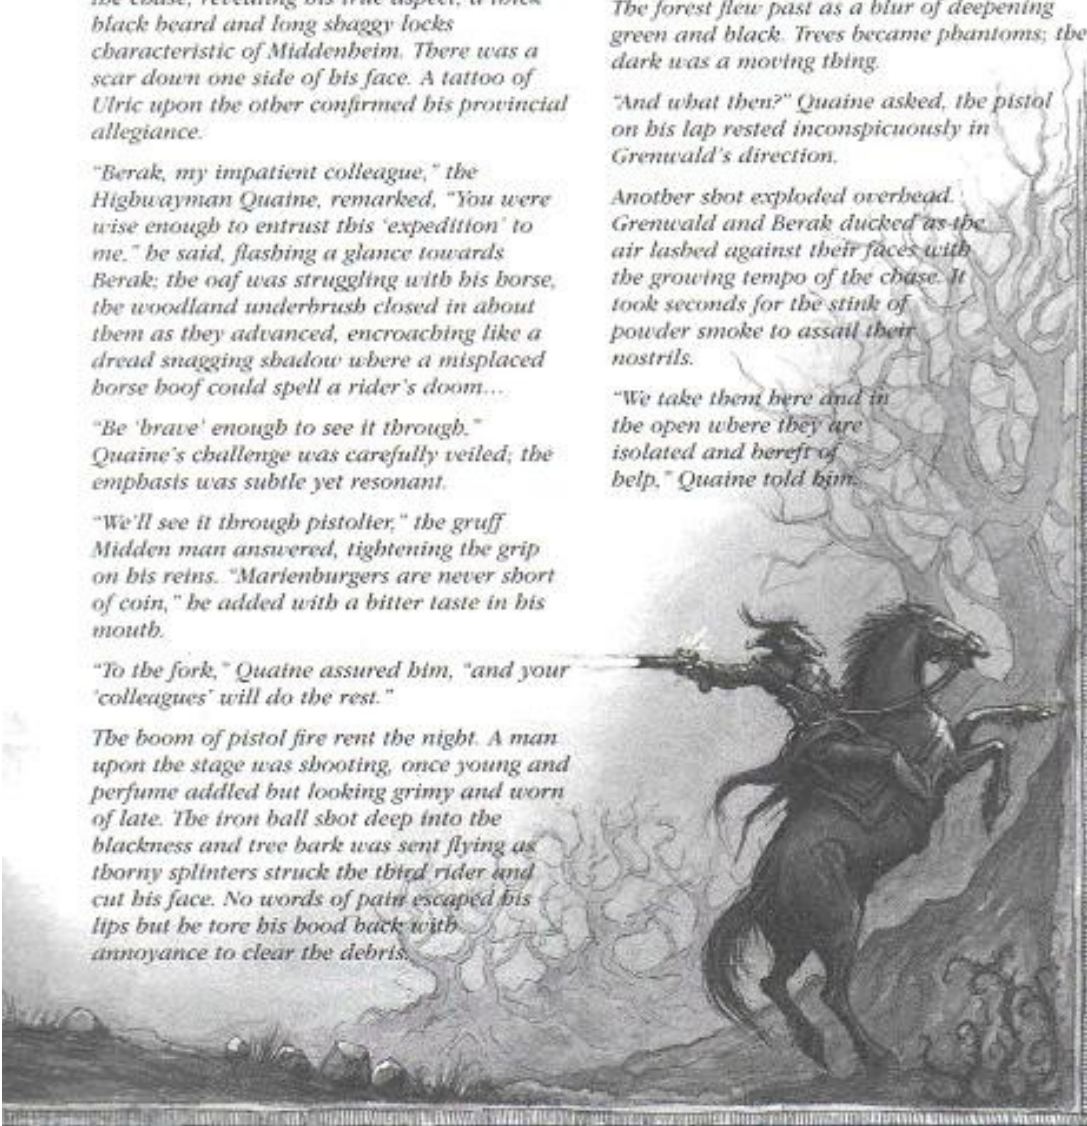 the chase, revealing his true aspect, a thick
black beard and long shaggy locks
characteristic of Middenheim. There was a
scar down one side of his face. A tattoo of
Ulric upon the other confirmed his provincial
allegiance.
"Berak, my impatient colleague," the
Highwayman Quaine, remarked, "You were
wise enough to entrust this 'expedition' to
me," he said, flashing a glance towards
Berak; the oaf was struggling with his horse,
the woodland underbrush closed in about
them as they advanced, encroaching like a
dread snagging shadow where a misplaced
horse hoof could spell a rider's doom...
"Be 'brave' enough to see it through."
Quaine's challenge was carefully veiled; the
emphasis was subtle yet resonant.
"We'll see it through pistolier," the gruff
Midden man answered, tightening the grip
on his reins. "Marienburgers are never short
of coin," he added with a bitter taste in his
mouth.
"To the fork," Quaine assured him, "and your
'colleagues' will do the rest."
The boom of pistol fire rent the night. A man
upon the stage was shooting, once young and
perfume addled but looking grimy and worn
of late. The iron ball shot deep into the
blackness and tree bark was sent flying as
thorny splinters struck the third rider and
cut his face. No words of pain escaped his
lips but he tore his hood back with
annoyance to clear the debris.
The forest flew past as a blur of deepening
green and black. Trees became phantoms; the
dark was a moving thing.
"And what then?" Quaine asked, the pistol
on his lap rested inconspicuously in
Grenwald's direction.
Another shot exploded overhead.
Grenwald and Berak ducked as the
air lashed against their faces with
the growing tempo of the chase. It
took seconds for the stink of
powder smoke to assail their
nostrils.
"We take them here and in
the open where they are
isolated and bereft of
help," Quaine told him.